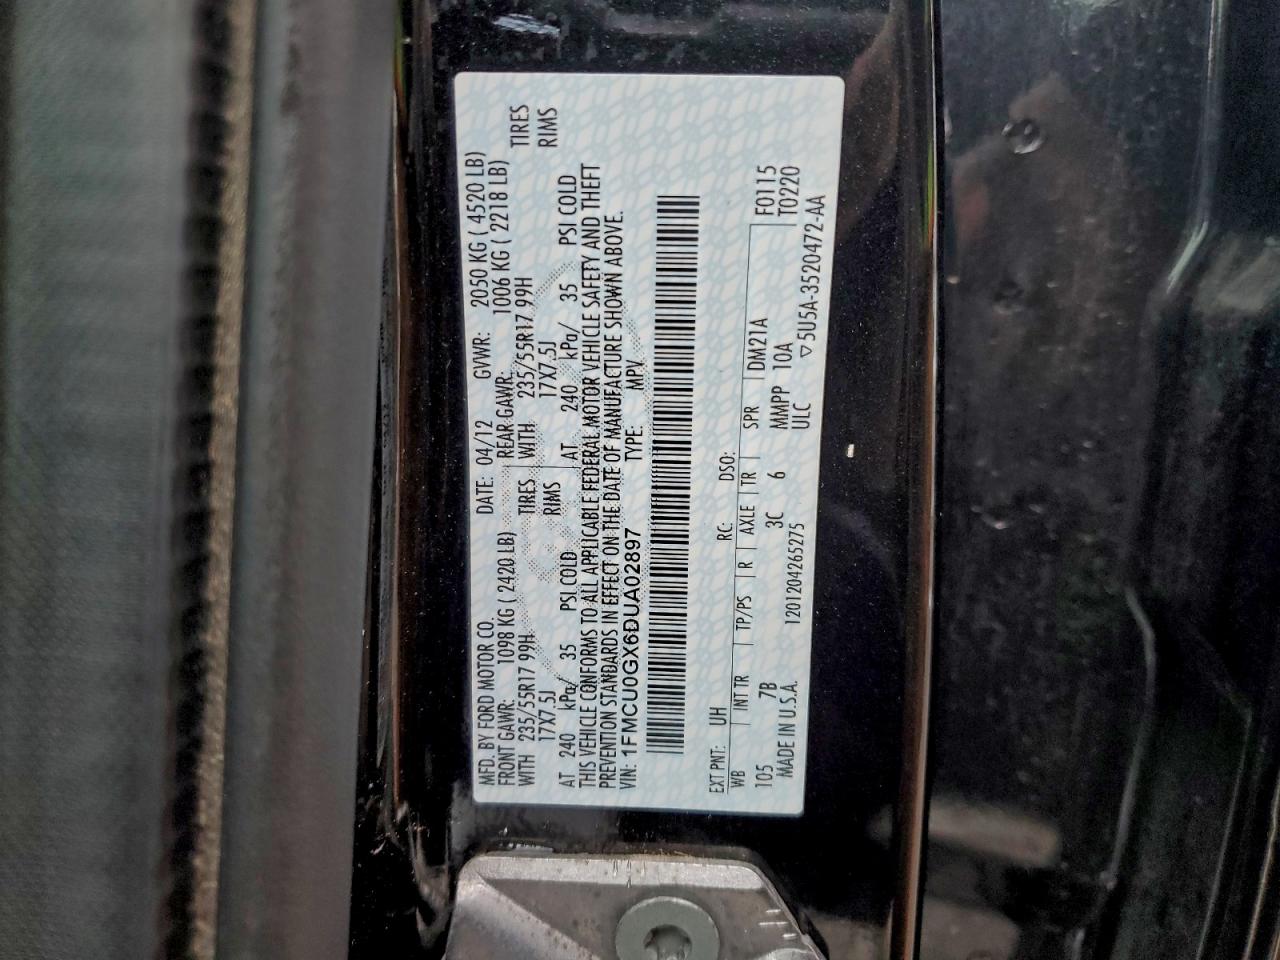 MFD. BY FORD MOTOR CO. DATE: 04/12 GVWR: 2050 KG ( 4520 LB)
FRONT GAWR: 1098 KG ( 2420 LB) REAR GAWR: 1006 KG ( 2218 LB)
WITH 235/55R17 99H TIRES WITH 235/55R17 99H TIRES
17X7.5J RIMS 17X7.5J RIMS
AT 240 kPa/ 35 PSI COLD AT 240 kPa/ 35 PSI COLD
THIS VEHICLE CONFORMS TO ALL APPLICABLE FEDERAL MOTOR VEHICLE SAFETY AND THEFT
PREVENTION STANDARDS IN EFFECT ON THE DATE OF MANUFACTURE SHOWN ABOVE.
VIN: 1FMCU0GX6DUA02897 TYPE: MPV
EXT PNT: UH RC: DSO: F0115
WB INT TR TP/PS R AXLE TR SPR DM21A T0220
105 7B 3C 6 MMPP 10A
MADE IN U.S.A. 1201204265275 ULC ▽5U5A-3520472-AA